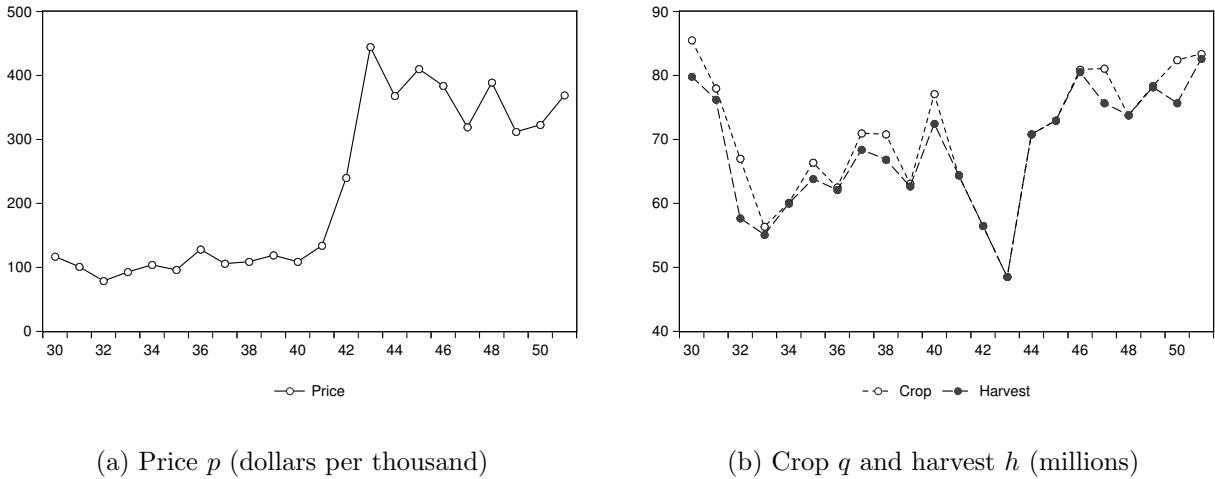 500
400
300
200
100
0
30 32 34 36 38 40 42 44 46 48 50
Price
(a) Price p (dollars per thousand)
90
80
70
60
50
40
30 32 34 36 38 40 42 44 46 48 50
Crop Harvest
(b) Crop q and harvest h (millions)